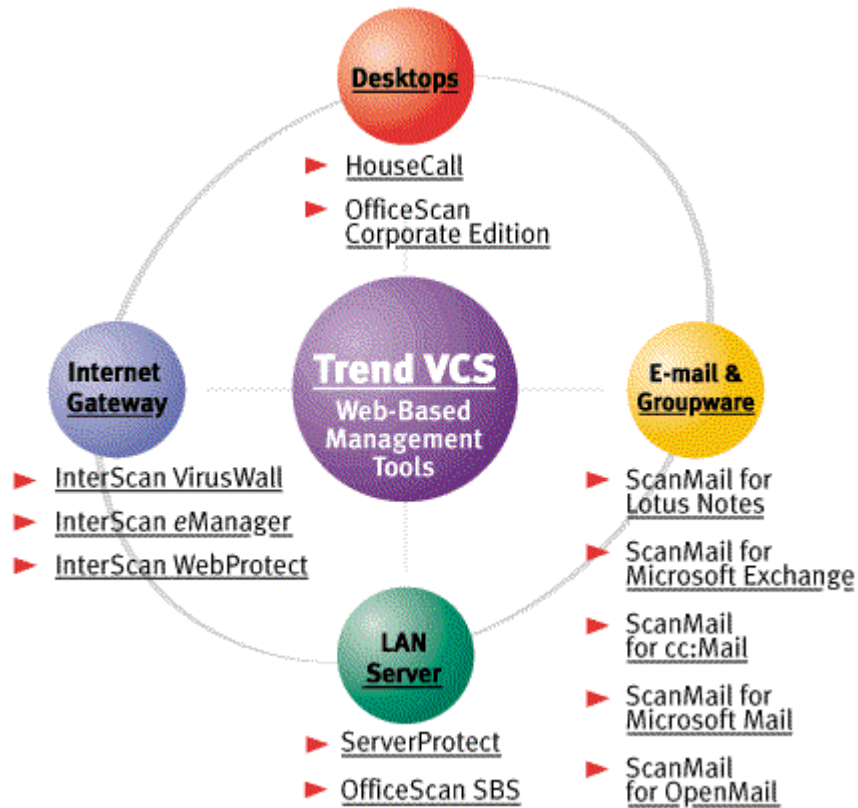 Desktops
HouseCall
OfficeScan
Corporate Edition
Trend VCS
Web-Based
Management
Tools
Internet
Gateway
InterScan VirusWall
InterScan eManager
InterScan WebProtect
E-mail &
Groupware
ScanMail for
Lotus Notes
ScanMail for
Microsoft Exchange
ScanMail
for cc:Mail
ScanMail for
Microsoft Mail
ScanMail
for OpenMail
LAN
Server
ServerProtect
OfficeScan SBS